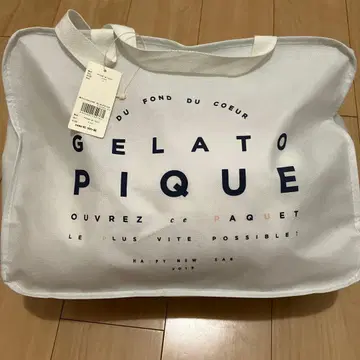 DU FOND DU COEUR
GELATO
PIQUE
OUVREZ ce PAQUET
LE PLUS VITE POSSIBLE!
HAPPY NEW YEAR